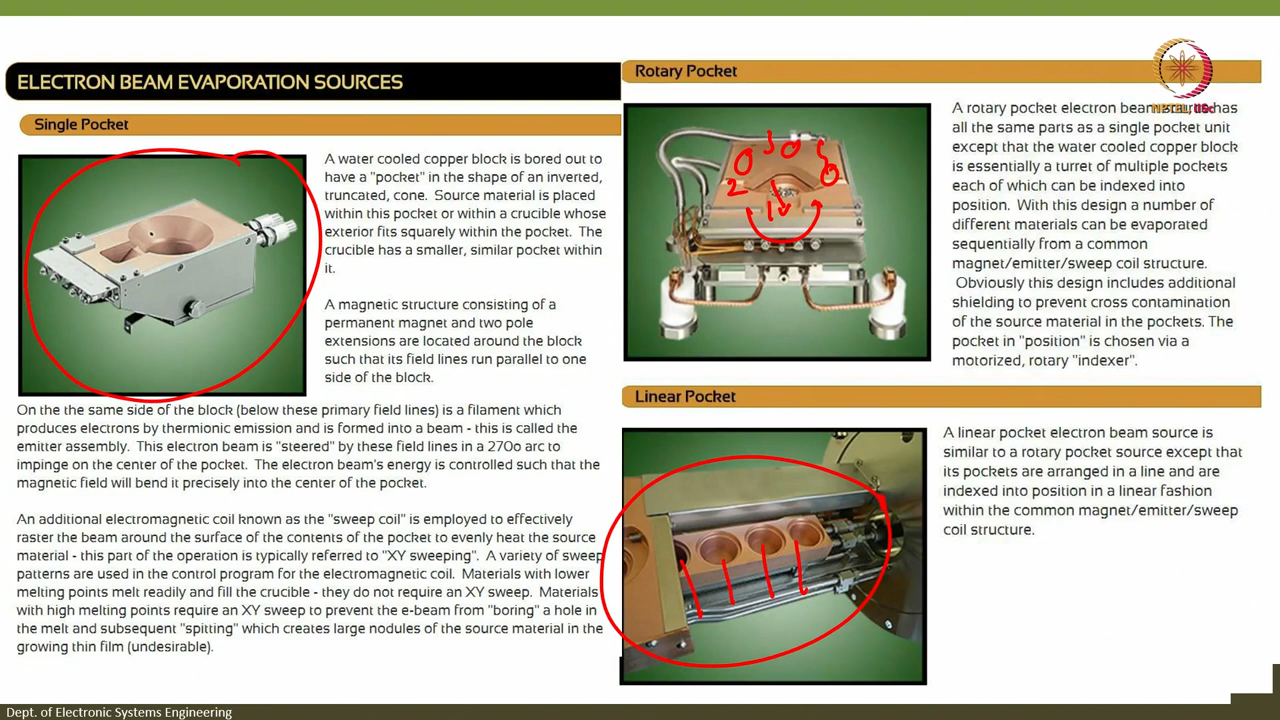 ELECTRON BEAM EVAPORATION SOURCES
Single Pocket
A water cooled copper block is bored out to
have a "pocket" in the shape of an inverted,
truncated, cone. Source material is placed
within this pocket or within a crucible whose
exterior fits squarely within the pocket. The
crucible has a smaller, similar pocket within
it.
A magnetic structure consisting of a
permanent magnet and two pole
extensions are located around the block
such that its field lines run parallel to one
side of the block.
On the the same side of the block (below these primary field lines) is a filament which
produces electrons by thermionic emission and is formed into a beam - this is called the
emitter assembly. This electron beam is "steered" by these field lines in a 270o arc to
impinge on the center of the pocket. The electron beam's energy is controlled such that the
magnetic field will bend it precisely into the center of the pocket.
An additional electromagnetic coil known as the "sweep coil" is employed to effectively
raster the beam around the surface of the contents of the pocket to evenly heat the source
material - this part of the operation is typically referred to "XY sweeping". A variety of sweep
patterns are used in the control program for the electromagnetic coil. Materials with lower
melting points melt readily and fill the crucible - they do not require an XY sweep. Materials
with high melting points require an XY sweep to prevent the e-beam from "boring" a hole in
the melt and subsequent "spitting" which creates large nodules of the source material in the
growing thin film (undesirable).
Rotary Pocket
2
3
1
A rotary pocket electron beam has
all the same parts as a single pocket unit
except that the water cooled copper block
is essentially a turret of multiple pockets
each of which can be indexed into
position. With this design a number of
different materials can be evaporated
sequentially from a common
magnet/emitter/sweep coil structure.
Obviously this design includes additional
shielding to prevent cross contamination
of the source material in the pockets. The
pocket in "position" is chosen via a
motorized, rotary "indexer".
Linear Pocket
A linear pocket electron beam source is
similar to a rotary pocket source except that
its pockets are arranged in a line and are
indexed into position in a linear fashion
within the common magnet/emitter/sweep
coil structure.
Dept. of Electronic Systems Engineering